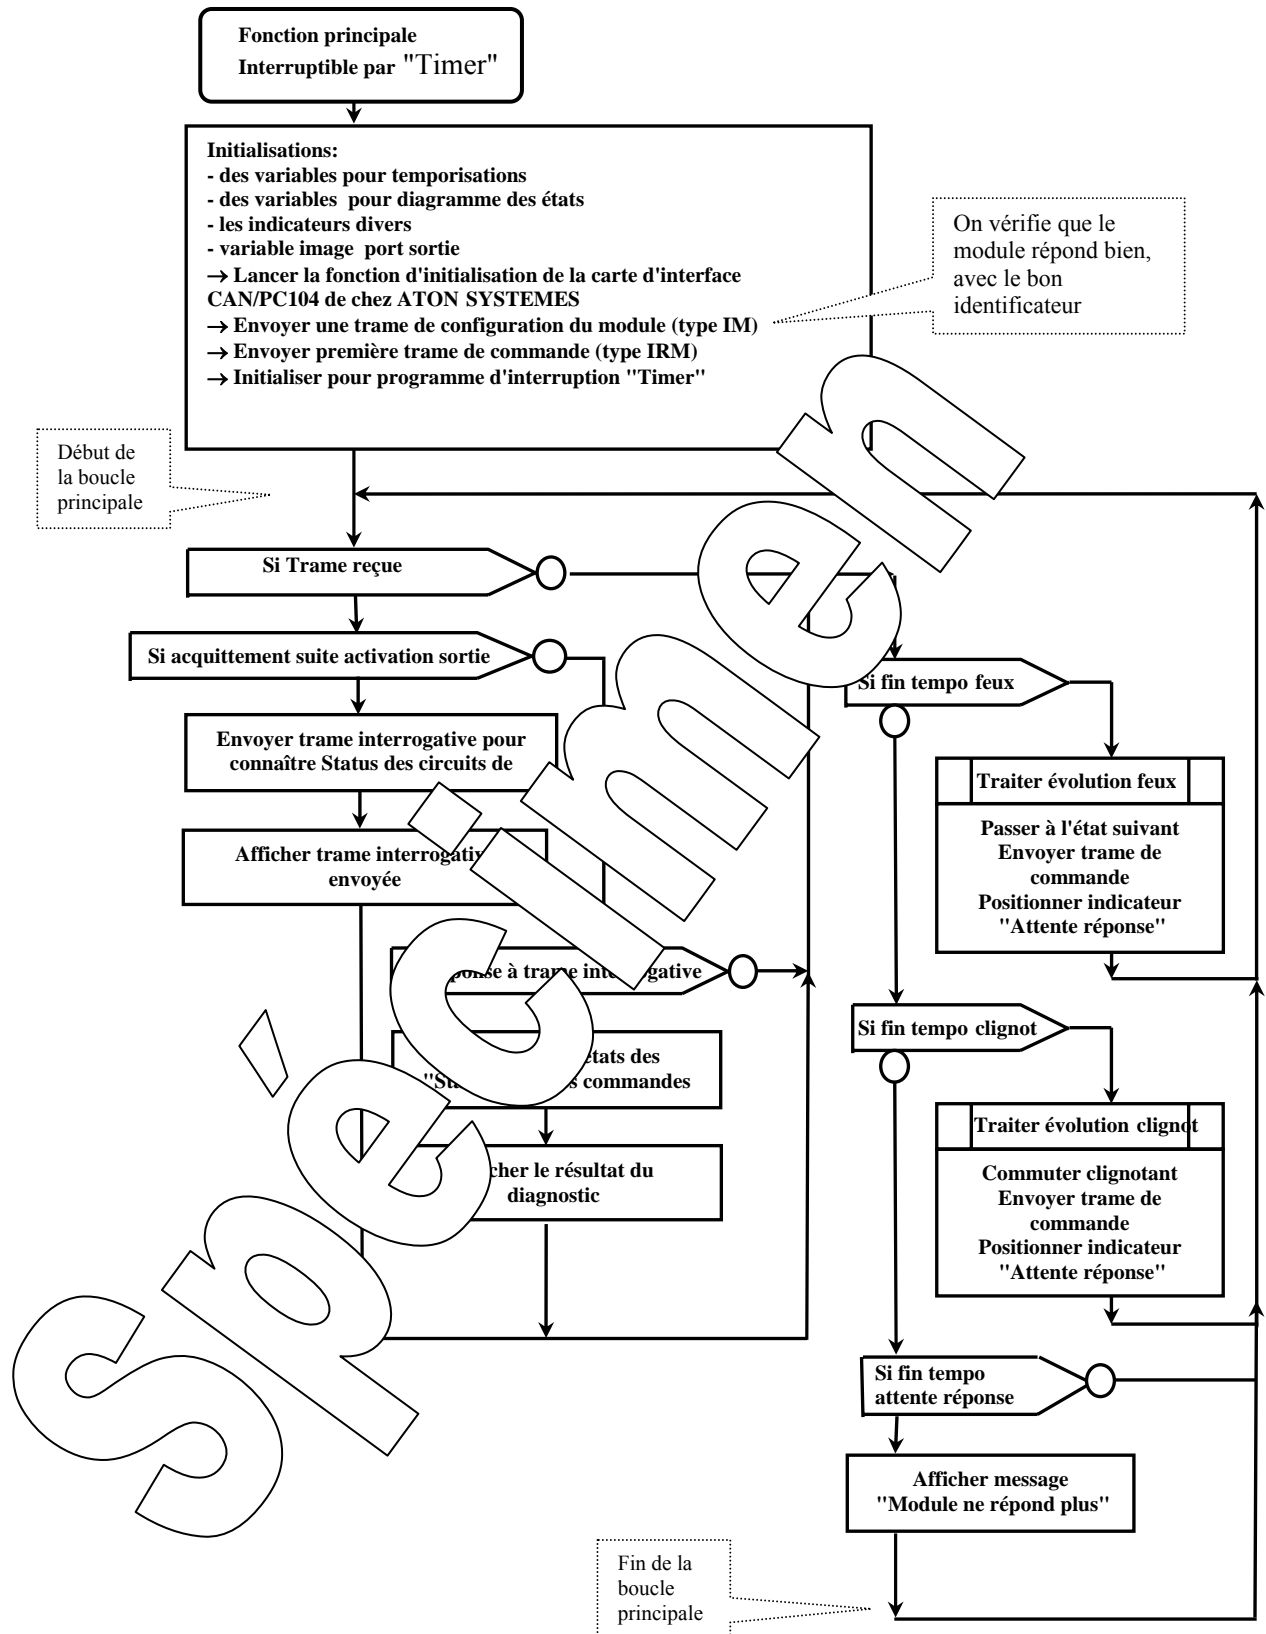 Fonction principale
Interruptible par "Timer"
Initialisations:
- des variables pour temporisations
- des variables pour diagramme des états
- les indicateurs divers
- variable image port sortie
→ Lancer la fonction d'initialisation de la carte d'interface
CAN/PC104 de chez ATON SYSTEMES
→ Envoyer une trame de configuration du module (type IM)
→ Envoyer première trame de commande (type IRM)
→ Initialiser pour programme d'interruption "Timer"
On vérifie que le
module répond bien,
avec le bon
identificateur
Début de
la boucle
principale
Si Trame reçue
Si acquittement suite activation sortie
Envoyer trame interrogative pour
connaître Status des circuits de
Afficher trame
envoyée
à trame
états des
commandes
le résultat du
diagnostic
Si fin tempo feux
Traiter évolution feux
Passer à l'état suivant
Envoyer trame de
commande
Positionner indicateur
"Attente réponse"
Si fin tempo clignot
Traiter évolution clignot
Commuter clignotant
Envoyer trame de
commande
Positionner indicateur
"Attente réponse"
Si fin tempo
attente réponse
Afficher message
"Module ne répond plus"
Fin de la
boucle
principale
Spécimen